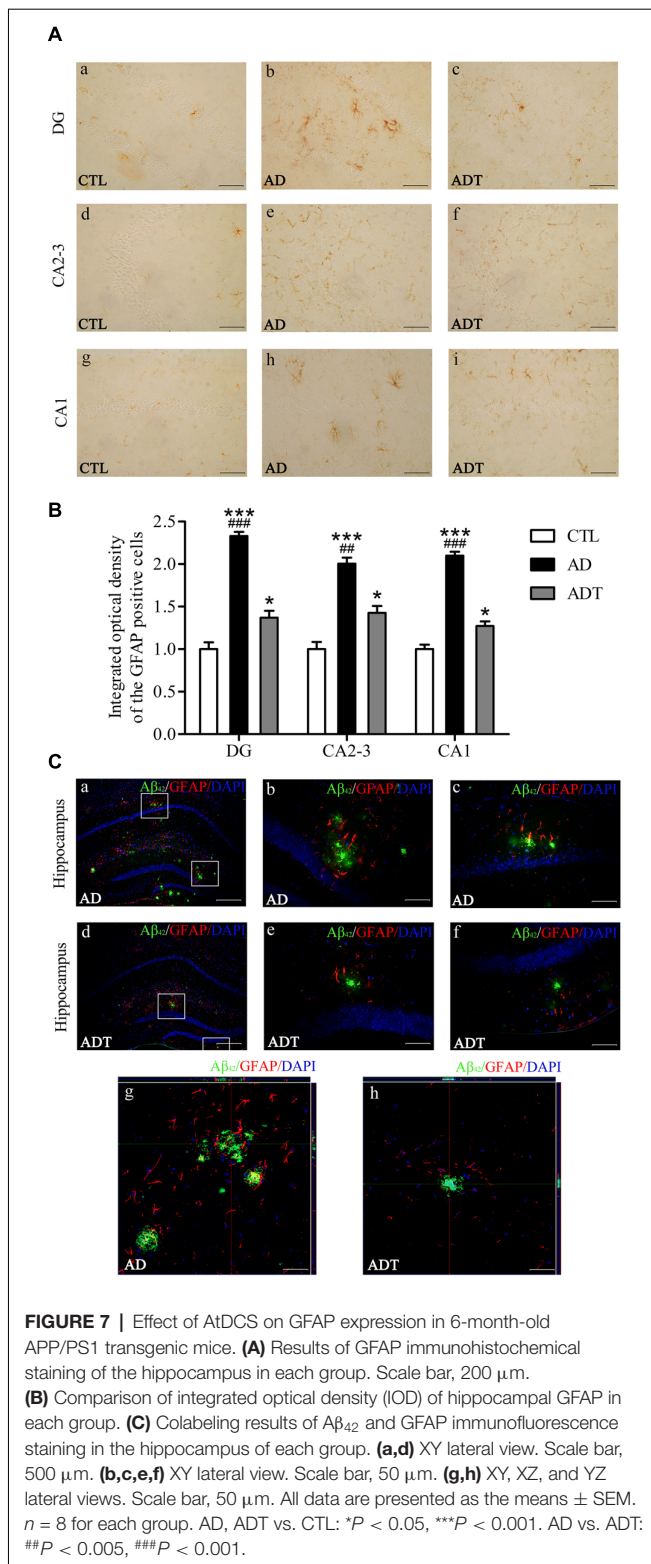 A
a
b
c
DG
CTL
AD
ADT
d
e
f
CA2-3
CTL
AD
ADT
g
h
i
CA1
CTL
AD
ADT
B
Integrated optical density
of the GFAP positive cells
2.5
2.0
1.5
1.0
0.5
0.0
***
###
*
***
##
*
***
###
*
CTL
AD
ADT
DG
CA2-3
CA1
C
Hippocampus
a
Aβ₄₂/GFAP/DAPI
AD
b
Aβ₄₂/GFAP/DAPI
AD
c
Aβ₄₂/GFAP/DAPI
AD
Hippocampus
d
Aβ₄₂/GFAP/DAPI
ADT
e
Aβ₄₂/GFAP/DAPI
ADT
f
Aβ₄₂/GFAP/DAPI
ADT
Aβ₄₂/GFAP/DAPI
g
AD
Aβ₄₂/GFAP/DAPI
h
ADT
FIGURE 7 | Effect of AtDCS on GFAP expression in 6-month-old
APP/PS1 transgenic mice. (A) Results of GFAP immunohistochemical
staining of the hippocampus in each group. Scale bar, 200 μm.
(B) Comparison of integrated optical density (IOD) of hippocampal GFAP in
each group. (C) Colabeling results of Aβ₄₂ and GFAP immunofluorescence
staining in the hippocampus of each group. (a,d) XY lateral view. Scale bar,
500 μm. (b,c,e,f) XY lateral view. Scale bar, 50 μm. (g,h) XY, XZ, and YZ
lateral views. Scale bar, 50 μm. All data are presented as the means ± SEM.
n = 8 for each group. AD, ADT vs. CTL: *P < 0.05, ***P < 0.001. AD vs. ADT:
##P < 0.005, ###P < 0.001.